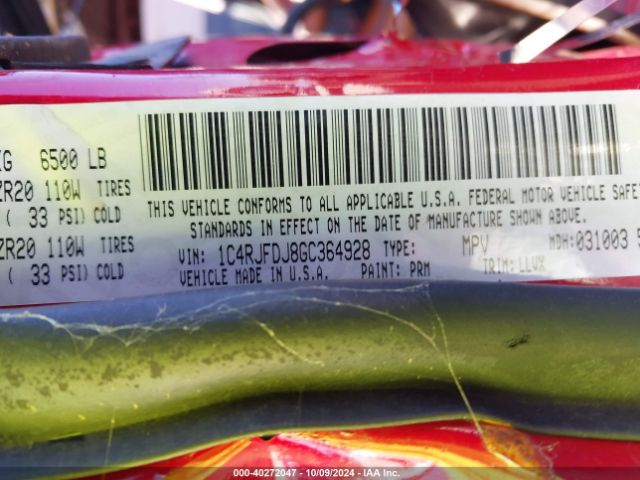 KG 6500 LB
ZR20 110W TIRES
( 33 PSI) COLD
ZR20 110W TIRES
( 33 PSI) COLD
THIS VEHICLE CONFORMS TO ALL APPLICABLE U.S.A. FEDERAL MOTOR VEHICLE SAFETY
STANDARDS IN EFFECT ON THE DATE OF MANUFACTURE SHOWN ABOVE.
VIN: 1C4RJFDJ8GC364928 TYPE: MPV MDH:031003
VEHICLE MADE IN U.S.A. PAINT: PRM TRIM: LLVX
000-40272047 - 10/09/2024 - IAA Inc.